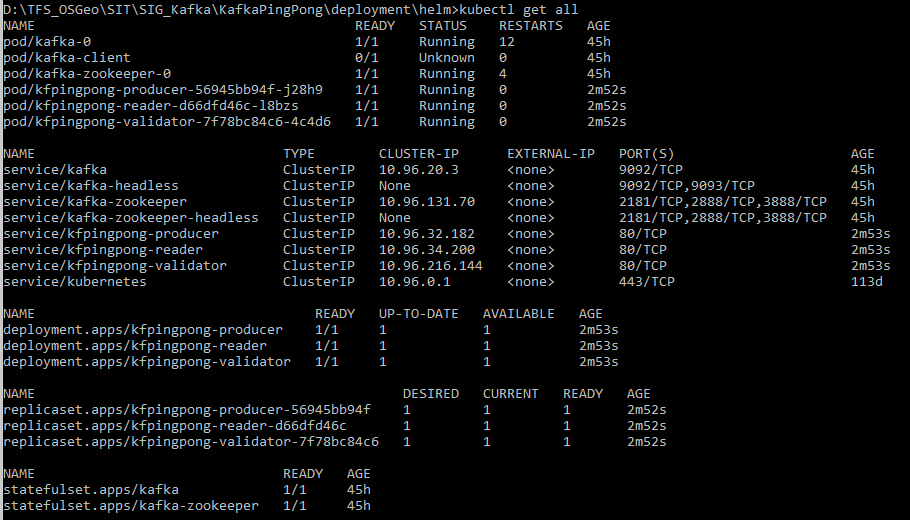 D:\TFS_OSGeo\SIT\SIG_Kafka\KafkaPingPong\deployment\helm>kubectl get all
NAME READY STATUS RESTARTS AGE
pod/kafka-0 1/1 Running 12 45h
pod/kafka-client 0/1 Unknown 0 45h
pod/kafka-zookeeper-0 1/1 Running 4 45h
pod/kfpingpong-producer-56945bb94f-j28h9 1/1 Running 0 2m52s
pod/kfpingpong-reader-d66dfd46c-l8bzs 1/1 Running 0 2m52s
pod/kfpingpong-validator-7f78bc84c6-4c4d6 1/1 Running 0 2m52s
NAME TYPE CLUSTER-IP EXTERNAL-IP PORT(S) AGE
service/kafka ClusterIP 10.96.20.3 <none> 9092/TCP 45h
service/kafka-headless ClusterIP None <none> 9092/TCP,9093/TCP 45h
service/kafka-zookeeper ClusterIP 10.96.131.70 <none> 2181/TCP,2888/TCP,3888/TCP 45h
service/kafka-zookeeper-headless ClusterIP None <none> 2181/TCP,2888/TCP,3888/TCP 45h
service/kfpingpong-producer ClusterIP 10.96.32.182 <none> 80/TCP 2m53s
service/kfpingpong-reader ClusterIP 10.96.34.200 <none> 80/TCP 2m53s
service/kfpingpong-validator ClusterIP 10.96.216.144 <none> 80/TCP 2m53s
service/kubernetes ClusterIP 10.96.0.1 <none> 443/TCP 113d
NAME READY UP-TO-DATE AVAILABLE AGE
deployment.apps/kfpingpong-producer 1/1 1 1 2m53s
deployment.apps/kfpingpong-reader 1/1 1 1 2m53s
deployment.apps/kfpingpong-validator 1/1 1 1 2m53s
NAME DESIRED CURRENT READY AGE
replicaset.apps/kfpingpong-producer-56945bb94f 1 1 1 2m52s
replicaset.apps/kfpingpong-reader-d66dfd46c 1 1 1 2m52s
replicaset.apps/kfpingpong-validator-7f78bc84c6 1 1 1 2m52s
NAME READY AGE
statefulset.apps/kafka 1/1 45h
statefulset.apps/kafka-zookeeper 1/1 45h